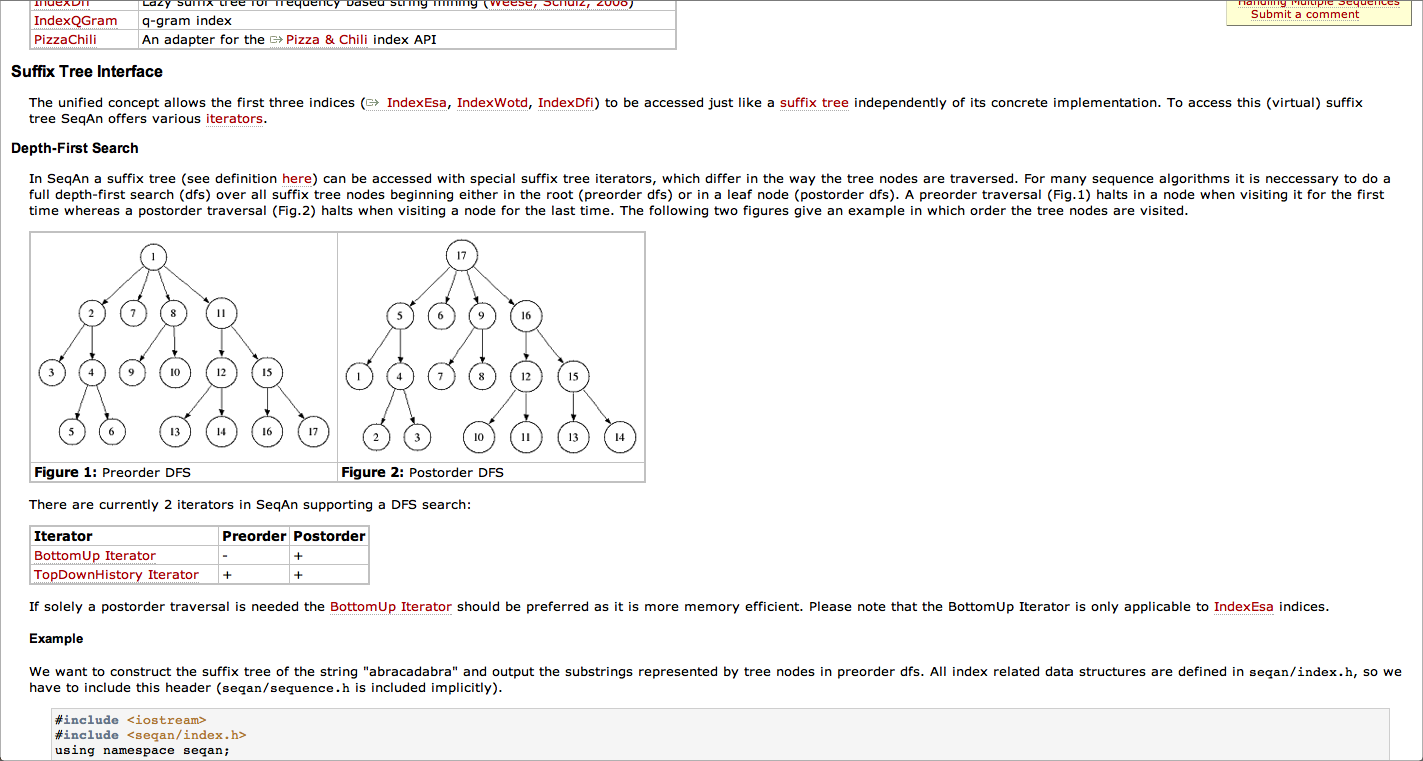 IndexDfi Lazy suffix tree for frequency based string mining (Weese, Schulz, 2008)
IndexQGram q-gram index
PizzaChili An adapter for the Pizza & Chili index API
Handling Multiple Sequences
Submit a comment
Suffix Tree Interface
The unified concept allows the first three indices ( IndexEsa, IndexWotd, IndexDfi) to be accessed just like a suffix tree independently of its concrete implementation. To access this (virtual) suffix
tree SeqAn offers various iterators.
Depth-First Search
In SeqAn a suffix tree (see definition here) can be accessed with special suffix tree iterators, which differ in the way the tree nodes are traversed. For many sequence algorithms it is neccessary to do a
full depth-first search (dfs) over all suffix tree nodes beginning either in the root (preorder dfs) or in a leaf node (postorder dfs). A preorder traversal (Fig.1) halts in a node when visiting it for the first
time whereas a postorder traversal (Fig.2) halts when visiting a node for the last time. The following two figures give an example in which order the tree nodes are visited.
1
2 7 8 11
3 4 9 10 12 15
5 6 13 14 16 17
Figure 1: Preorder DFS
17
5 6 9 16
1 4 7 8 12 15
2 3 10 11 13 14
Figure 2: Postorder DFS
There are currently 2 iterators in SeqAn supporting a DFS search:
Iterator Preorder Postorder
BottomUp Iterator - +
TopDownHistory Iterator + +
If solely a postorder traversal is needed the BottomUp Iterator should be preferred as it is more memory efficient. Please note that the BottomUp Iterator is only applicable to IndexEsa indices.
Example
We want to construct the suffix tree of the string "abracadabra" and output the substrings represented by tree nodes in preorder dfs. All index related data structures are defined in seqan/index.h, so we
have to include this header (seqan/sequence.h is included implicitly).
#include <iostream>
#include <seqan/index.h>
using namespace seqan;